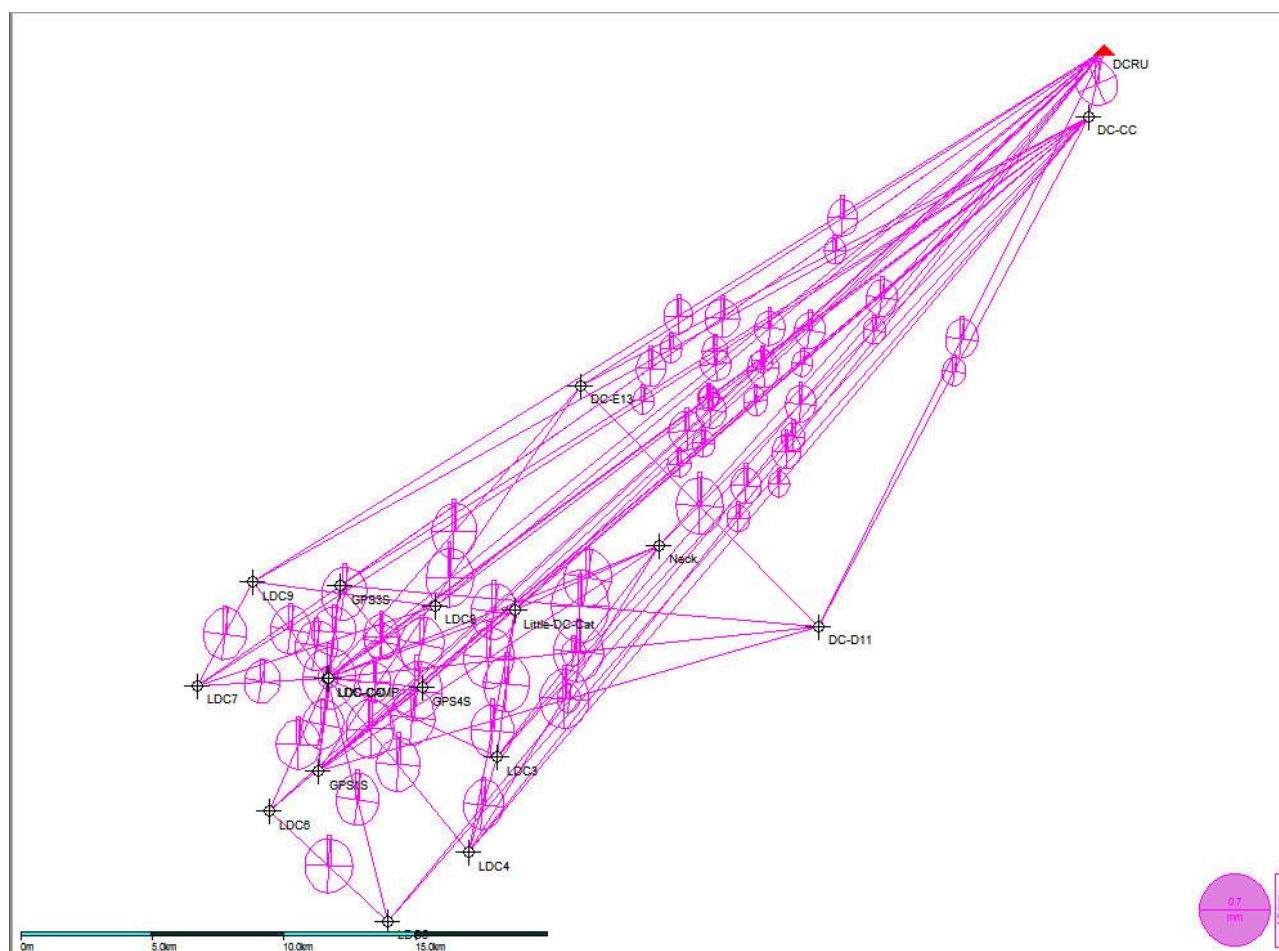 DCRU
DC-CC
DC-E13
Neck
LDC9
GPS3S
LDC8
Little-DC-Cat
DC-D11
LDC7
GPS4S
LDC3
GPS1S
LDC6
LDC4
0.7
mm
0m
5.0km
10.0km
15.0km